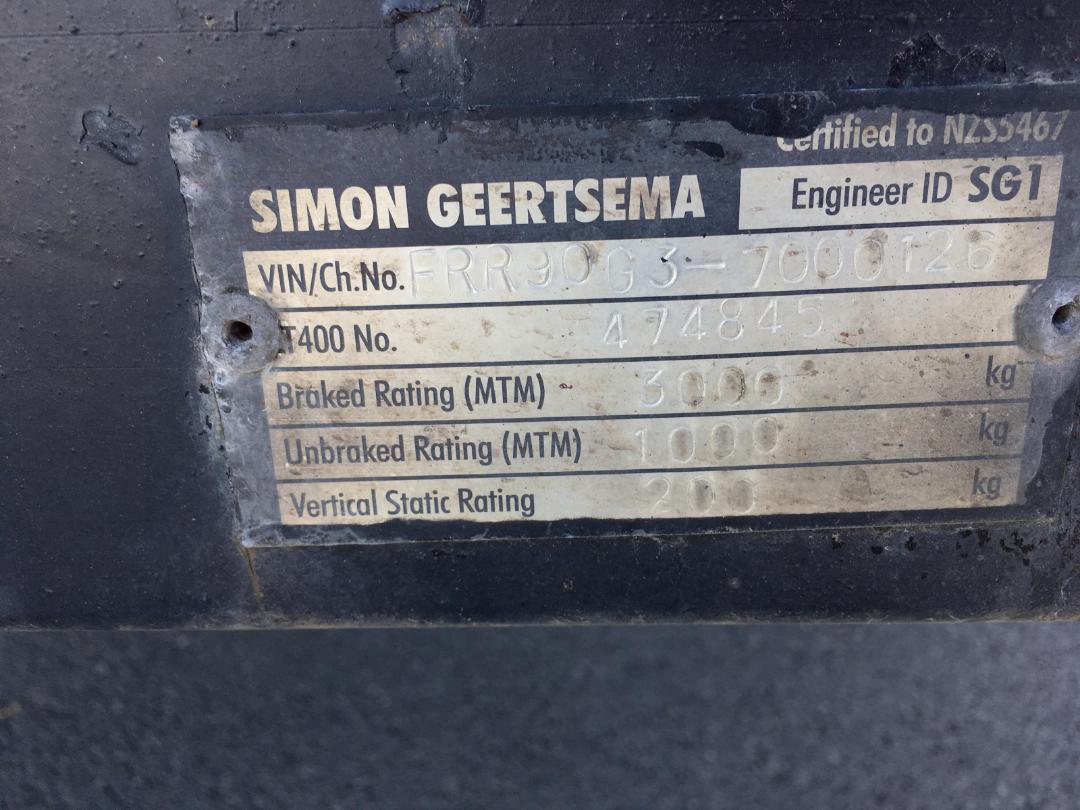 Certified to NZS5467
SIMON GEERTSEMA
Engineer ID SG1
VIN/Ch.No. FRR90G3-7000126
T400 No. 474845
Braked Rating (MTM) 3000 kg
Unbraked Rating (MTM) 1000 kg
Vertical Static Rating 200 kg